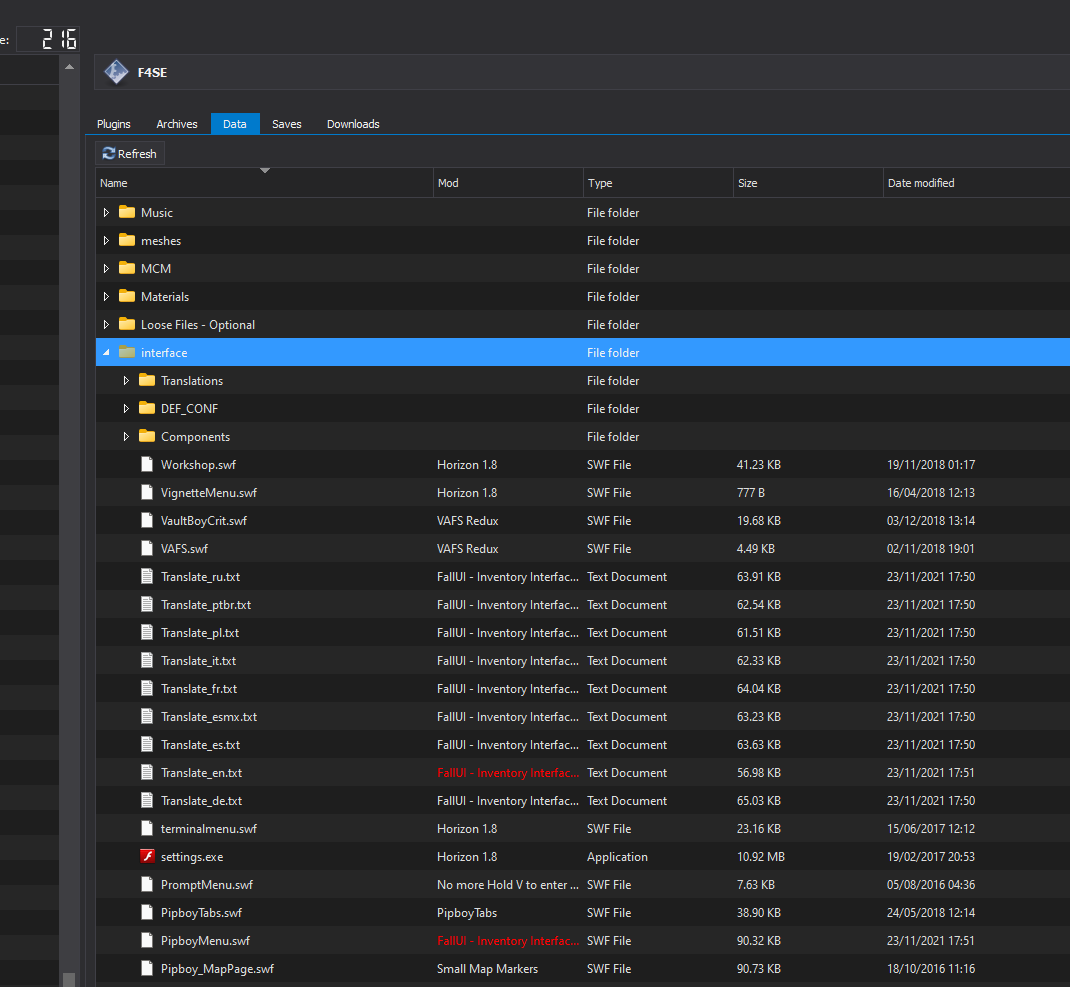 e: 216
F4SE
Plugins Archives Data Saves Downloads
Refresh
Name Mod Type Size Date modified
Music File folder
meshes File folder
MCM File folder
Materials File folder
Loose Files - Optional File folder
interface File folder
Translations File folder
DEF_CONF File folder
Components File folder
Workshop.swf Horizon 1.8 SWF File 41.23 KB 19/11/2018 01:17
VignetteMenu.swf Horizon 1.8 SWF File 777 B 16/04/2018 12:13
VaultBoyCrit.swf VAFS Redux SWF File 19.68 KB 03/12/2018 13:14
VAFS.swf VAFS Redux SWF File 4.49 KB 02/11/2018 19:01
Translate_ru.txt FallUI - Inventory Interfac... Text Document 63.91 KB 23/11/2021 17:50
Translate_ptbr.txt FallUI - Inventory Interfac... Text Document 62.54 KB 23/11/2021 17:50
Translate_pl.txt FallUI - Inventory Interfac... Text Document 61.51 KB 23/11/2021 17:50
Translate_it.txt FallUI - Inventory Interfac... Text Document 62.33 KB 23/11/2021 17:50
Translate_fr.txt FallUI - Inventory Interfac... Text Document 64.04 KB 23/11/2021 17:50
Translate_esmx.txt FallUI - Inventory Interfac... Text Document 63.23 KB 23/11/2021 17:50
Translate_es.txt FallUI - Inventory Interfac... Text Document 63.63 KB 23/11/2021 17:50
Translate_en.txt FallUI - Inventory Interfac... Text Document 56.98 KB 23/11/2021 17:51
Translate_de.txt FallUI - Inventory Interfac... Text Document 65.03 KB 23/11/2021 17:50
terminalmenu.swf Horizon 1.8 SWF File 23.16 KB 15/06/2017 12:12
settings.exe Horizon 1.8 Application 10.92 MB 19/02/2017 20:53
PromptMenu.swf No more Hold V to enter ... SWF File 7.63 KB 05/08/2016 04:36
PipboyTabs.swf PipboyTabs SWF File 38.90 KB 24/05/2018 12:14
PipboyMenu.swf FallUI - Inventory Interfac... SWF File 90.32 KB 23/11/2021 17:51
Pipboy_MapPage.swf Small Map Markers SWF File 90.73 KB 18/10/2016 11:16